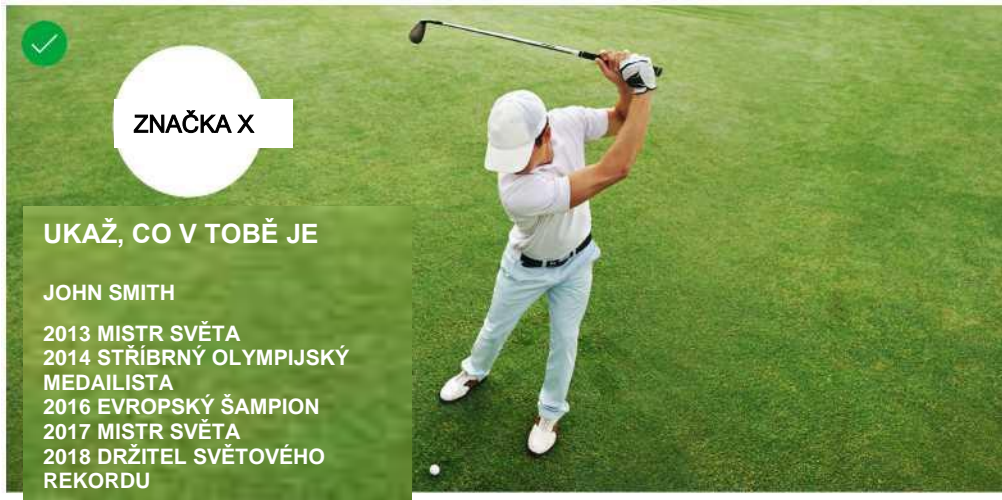 ZNAČKA X
UKAŽ, CO V TOBĚ JE
JOHN SMITH
2013 MISTR SVĚTA
2014 STŘÍBRNÝ OLYMPIJSKÝ
MEDAILISTA
2016 EVROPSKÝ ŠAMPION
2017 MISTR SVĚTA
2018 DRŽITEL SVĚTOVÉHO
REKORDU